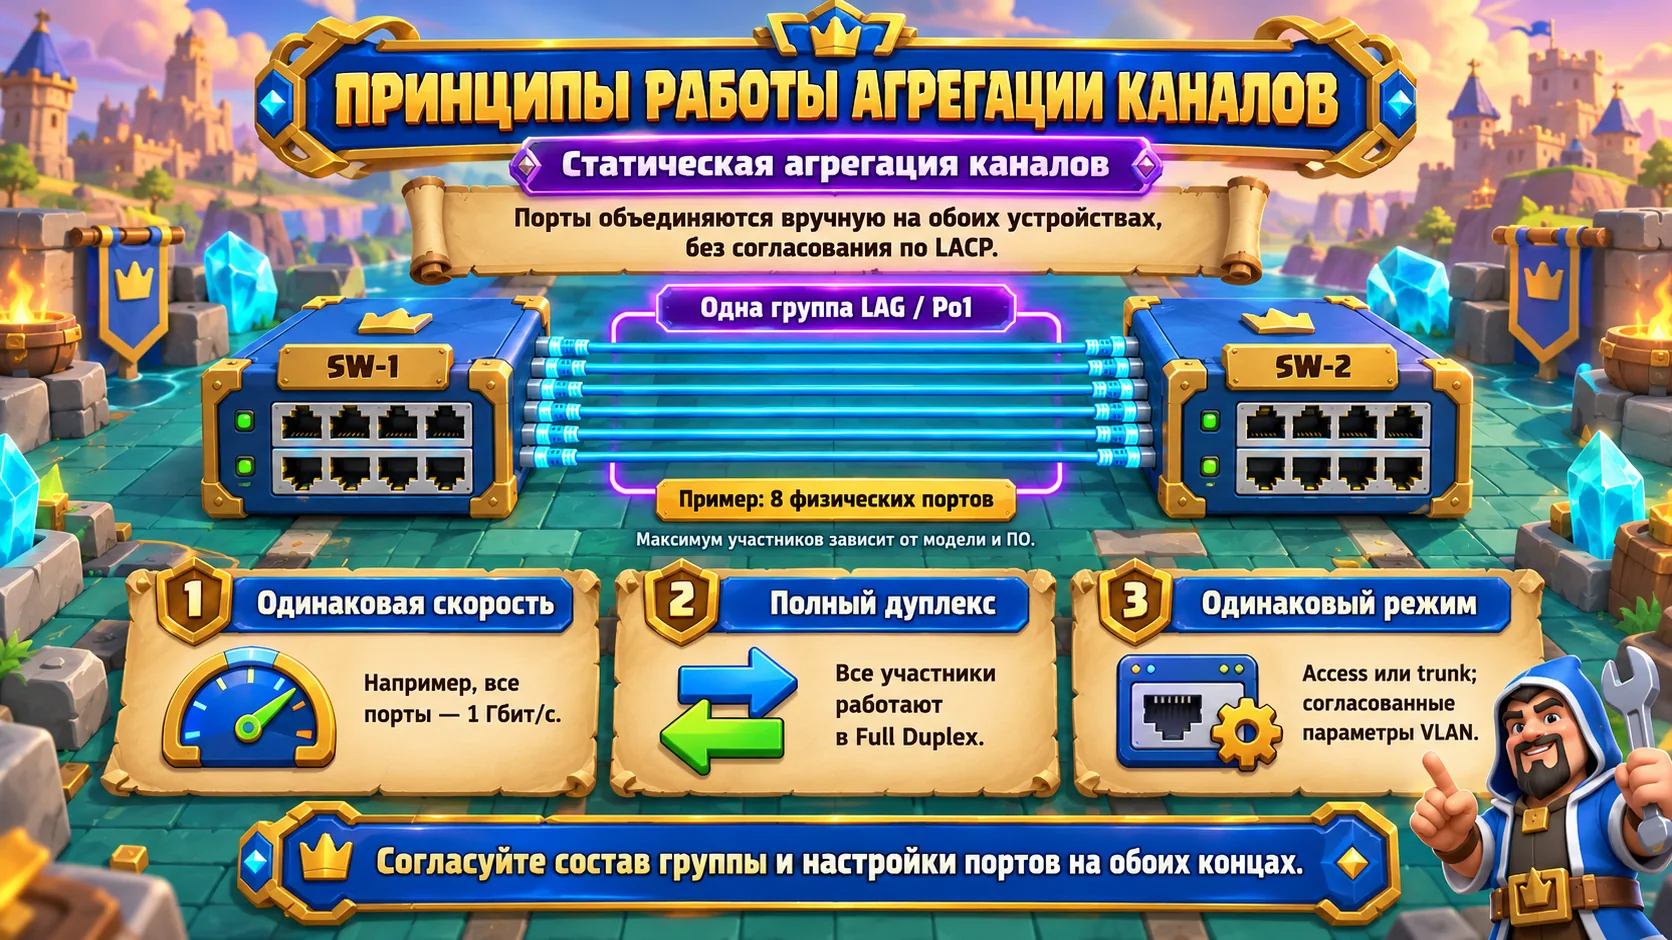 ПРИНЦИПЫ РАБОТЫ АГРЕГАЦИИ КАНАЛОВ
Статическая агрегация каналов
Порты объединяются вручную на обоих устройствах,
без согласования по LACP.
Одна группа LAG / Po1
SW-1
SW-2
Пример: 8 физических портов
Максимум участников зависит от модели и ПО.
1
Одинаковая скорость
Например, все
порты — 1 Гбит/с.
2
Полный дуплекс
Все участники
работают
в Full Duplex.
3
Одинаковый режим
Access или trunk;
согласованные
параметры VLAN.
Согласуйте состав группы и настройки портов на обоих концах.